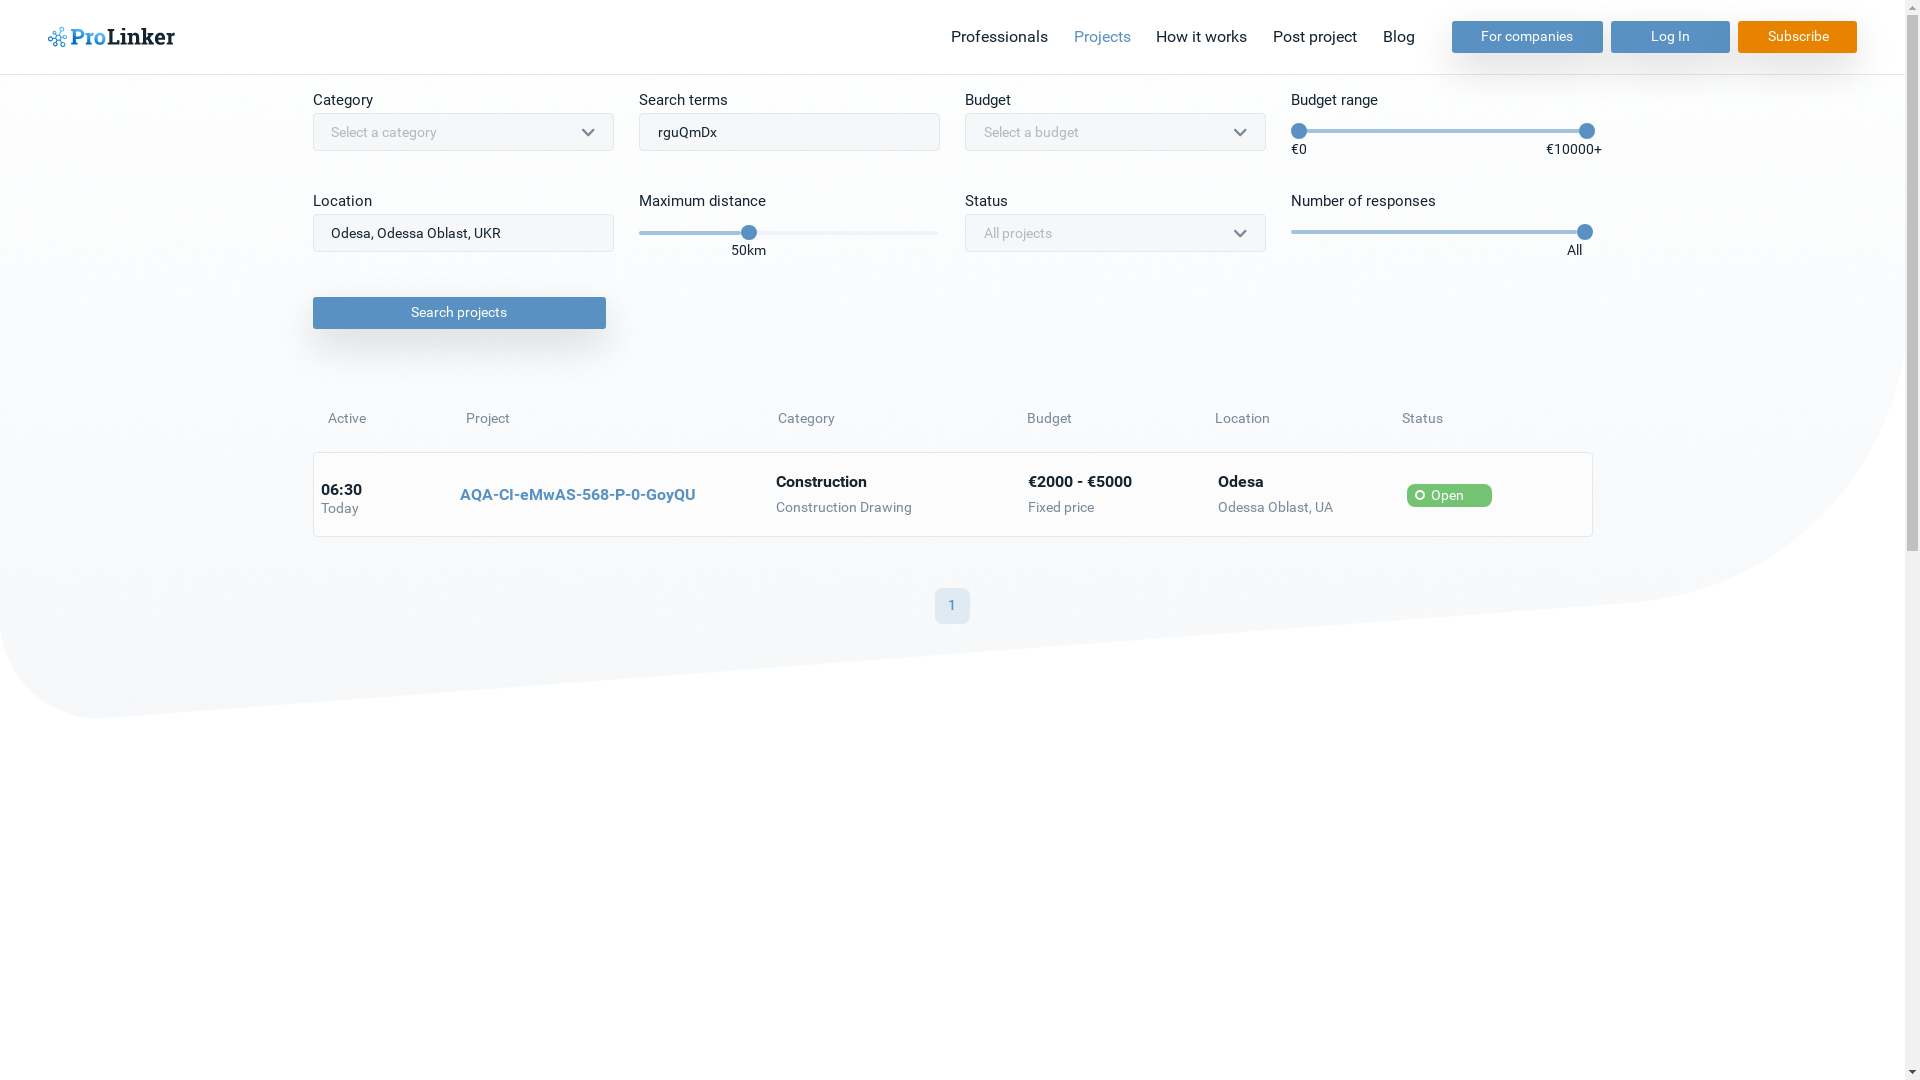 ProLinker
Professionals Projects How it works Post project Blog For companies Log In Subscribe
Category Search terms Budget Budget range
Select a category rguQmDx Select a budget
€0 €10000+
Location Maximum distance Status Number of responses
Odesa, Odessa Oblast, UKR All projects
50km All
Search projects
Active Project Category Budget Location Status
06:30 AQA-CI-eMwAS-568-P-0-GoyQU Construction €2000 - €5000 Odesa Open
Today Construction Drawing Fixed price Odessa Oblast, UA
1